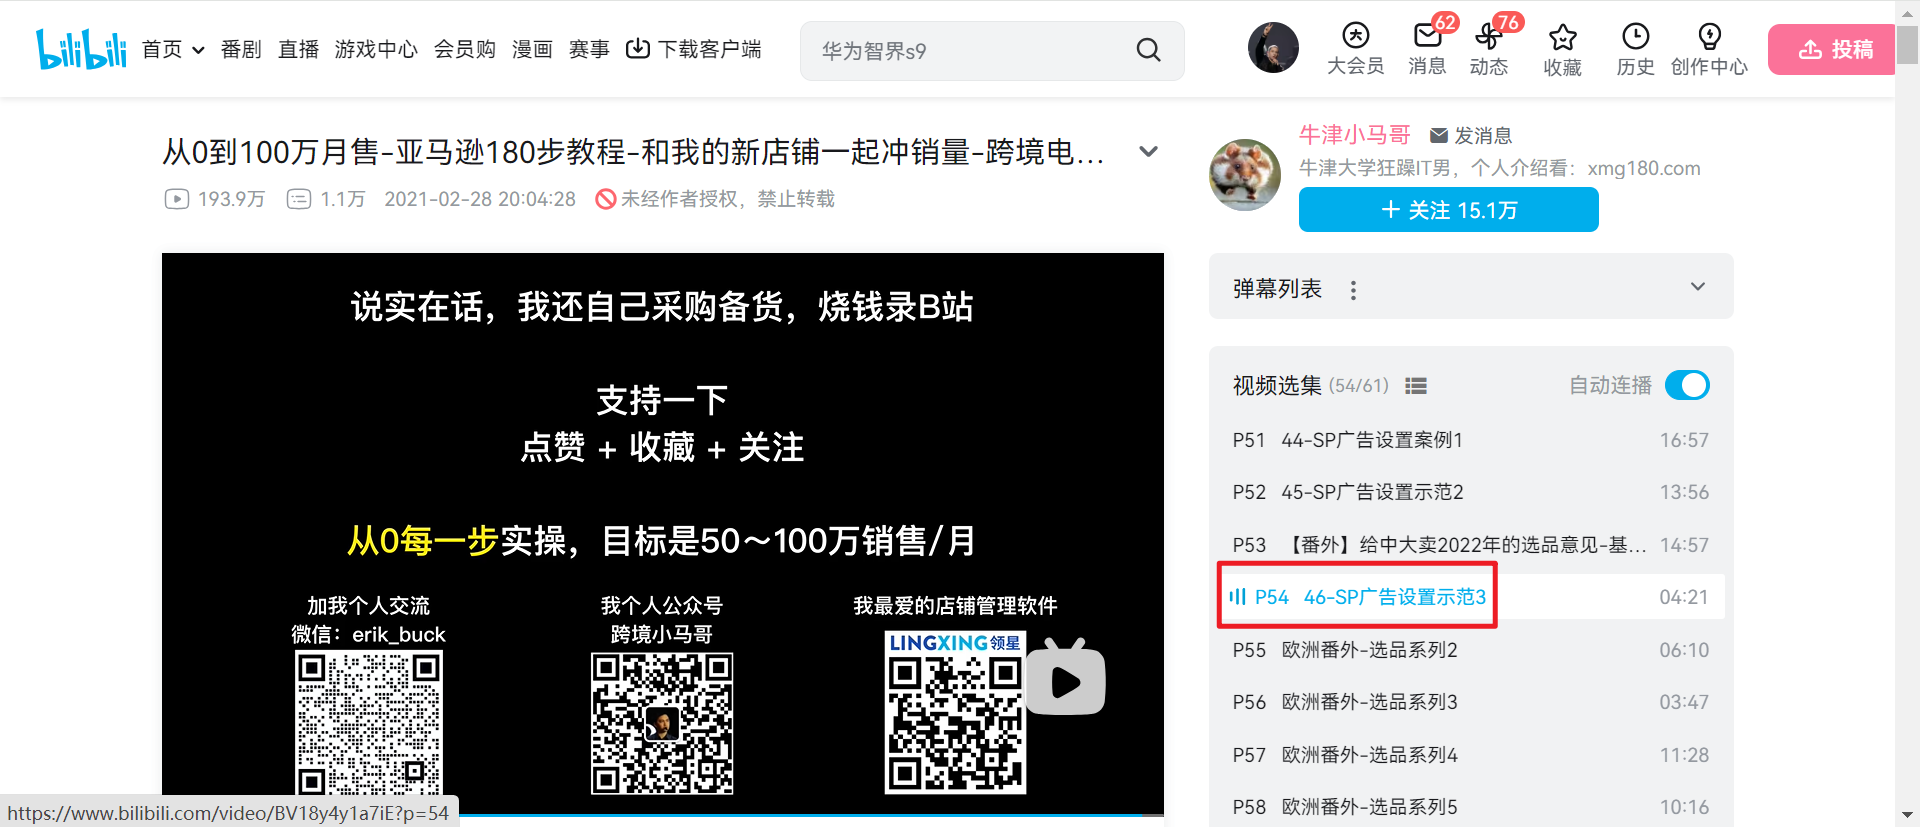 bilibili 首页 番剧 直播 游戏中心 会员购 漫画 赛事 下载客户端 华为智界s9 大会员 62 消息 76 动态 收藏 历史 创作中心 投稿
从0到100万月售-亚马逊180步教程-和我的新店铺一起冲销量-跨境电...
193.9万 1.1万 2021-02-28 20:04:28 未经作者授权，禁止转载
牛津小马哥 发消息
牛津大学狂躁IT男，个人介绍看：xmg180.com
+ 关注 15.1万
说实在话，我还自己采购备货，烧钱录B站
支持一下
点赞 + 收藏 + 关注
从0每一步实操，目标是50～100万销售/月
加我个人交流
微信：erik_buck
我个人公众号
跨境小马哥
我最爱的店铺管理软件
LINGXING领星
弹幕列表
视频选集 (54/61) 自动连播
P51 44-SP广告设置案例1 16:57
P52 45-SP广告设置示范2 13:56
P53 【番外】给中大卖2022年的选品意见-基... 14:57
P54 46-SP广告设置示范3 04:21
P55 欧洲番外-选品系列2 06:10
P56 欧洲番外-选品系列3 03:47
P57 欧洲番外-选品系列4 11:28
P58 欧洲番外-选品系列5 10:16
https://www.bilibili.com/video/BV18y4y1a7iE?p=54